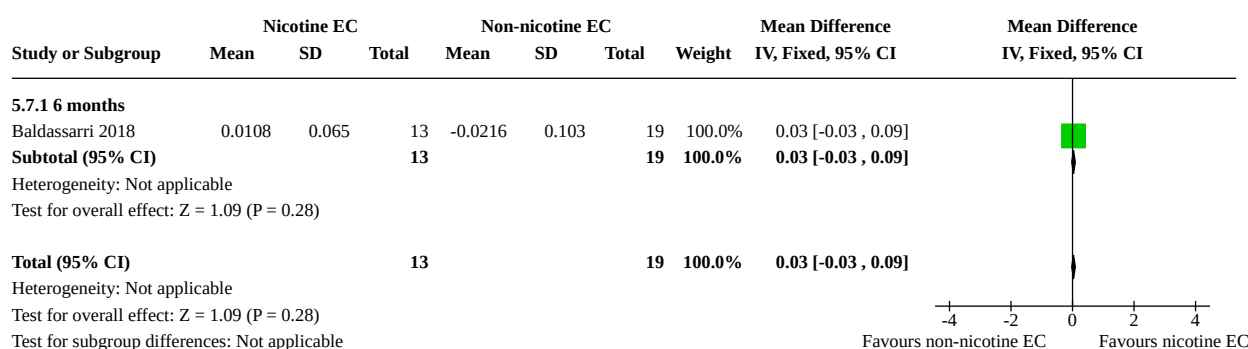 Nicotine EC Non-nicotine EC Mean Difference Mean Difference
Study or Subgroup Mean SD Total Mean SD Total Weight IV, Fixed, 95% CI IV, Fixed, 95% CI
5.7.1 6 months
Baldassarri 2018 0.0108 0.065 13 -0.0216 0.103 19 100.0% 0.03 [-0.03 , 0.09]
Subtotal (95% CI) 13 19 100.0% 0.03 [-0.03 , 0.09]
Heterogeneity: Not applicable
Test for overall effect: Z = 1.09 (P = 0.28)
Total (95% CI) 13 19 100.0% 0.03 [-0.03 , 0.09]
Heterogeneity: Not applicable
Test for overall effect: Z = 1.09 (P = 0.28)
-4 -2 0 2 4
Test for subgroup differences: Not applicable Favours non-nicotine EC Favours nicotine EC